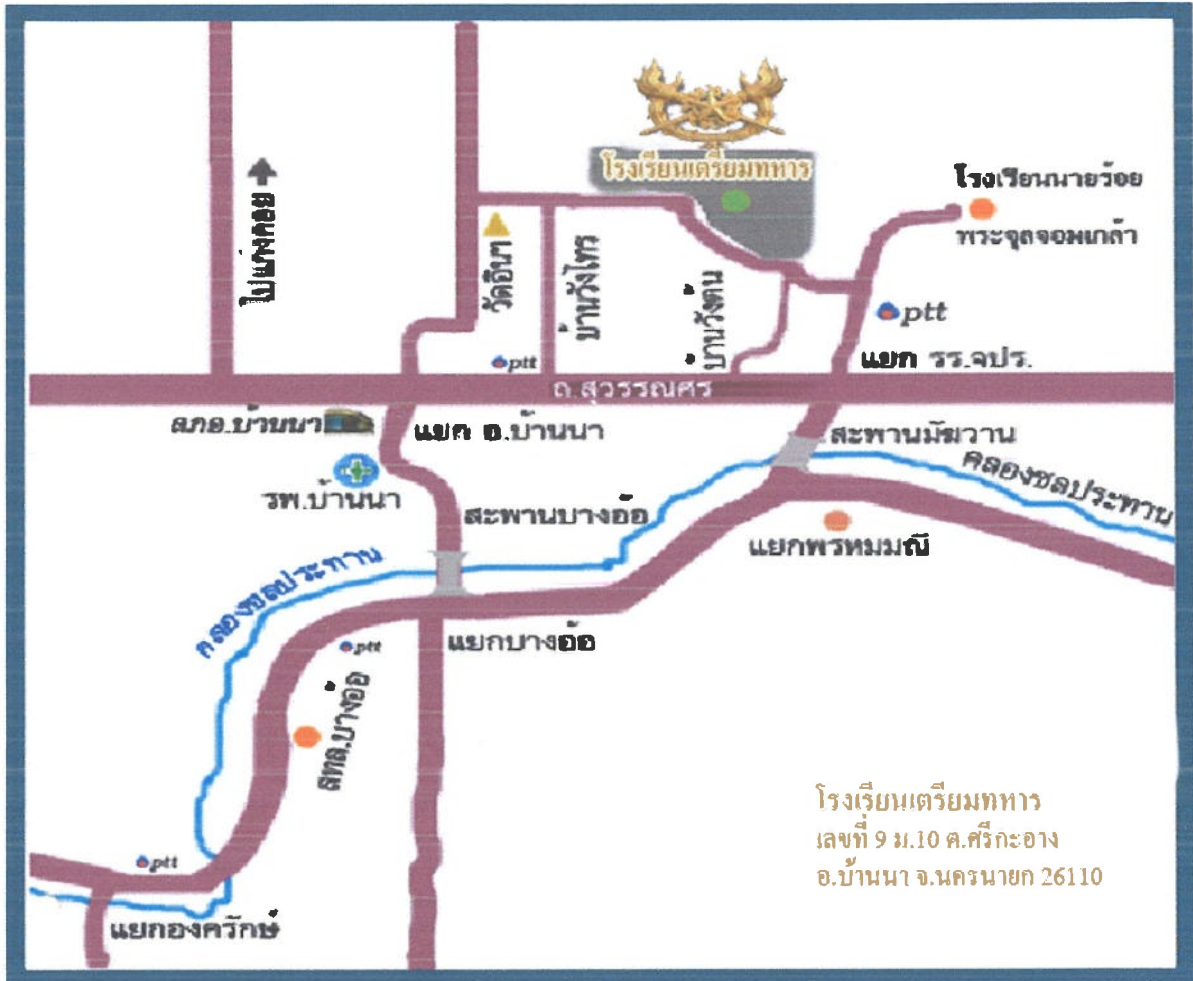 โรงเรียนเตรียมทหาร
โรงเรียนนายร้อย
พระจุลจอมเกล้า
ไปแก่งคอย
วัดอินฯ
บ้านวังไทร
บ้านวังต้น
ptt
ptt
แยก รร.จปร.
ถ.สุวรรณศร
สภอ.บ้านนา
แยก อ.บ้านนา
สะพานมัฆวาน
คลองชลประทาน
รพ.บ้านนา
สะพานบางอ้อ
แยกพรหมมณี
คลองชลประทาน
แยกบางอ้อ
ptt
สทล.บางอ้อ
โรงเรียนเตรียมทหาร
เลขที่ 9 ม.10 ต.ศรีกะอาง
อ.บ้านนา จ.นครนายก 26110
ptt
แยกองครักษ์